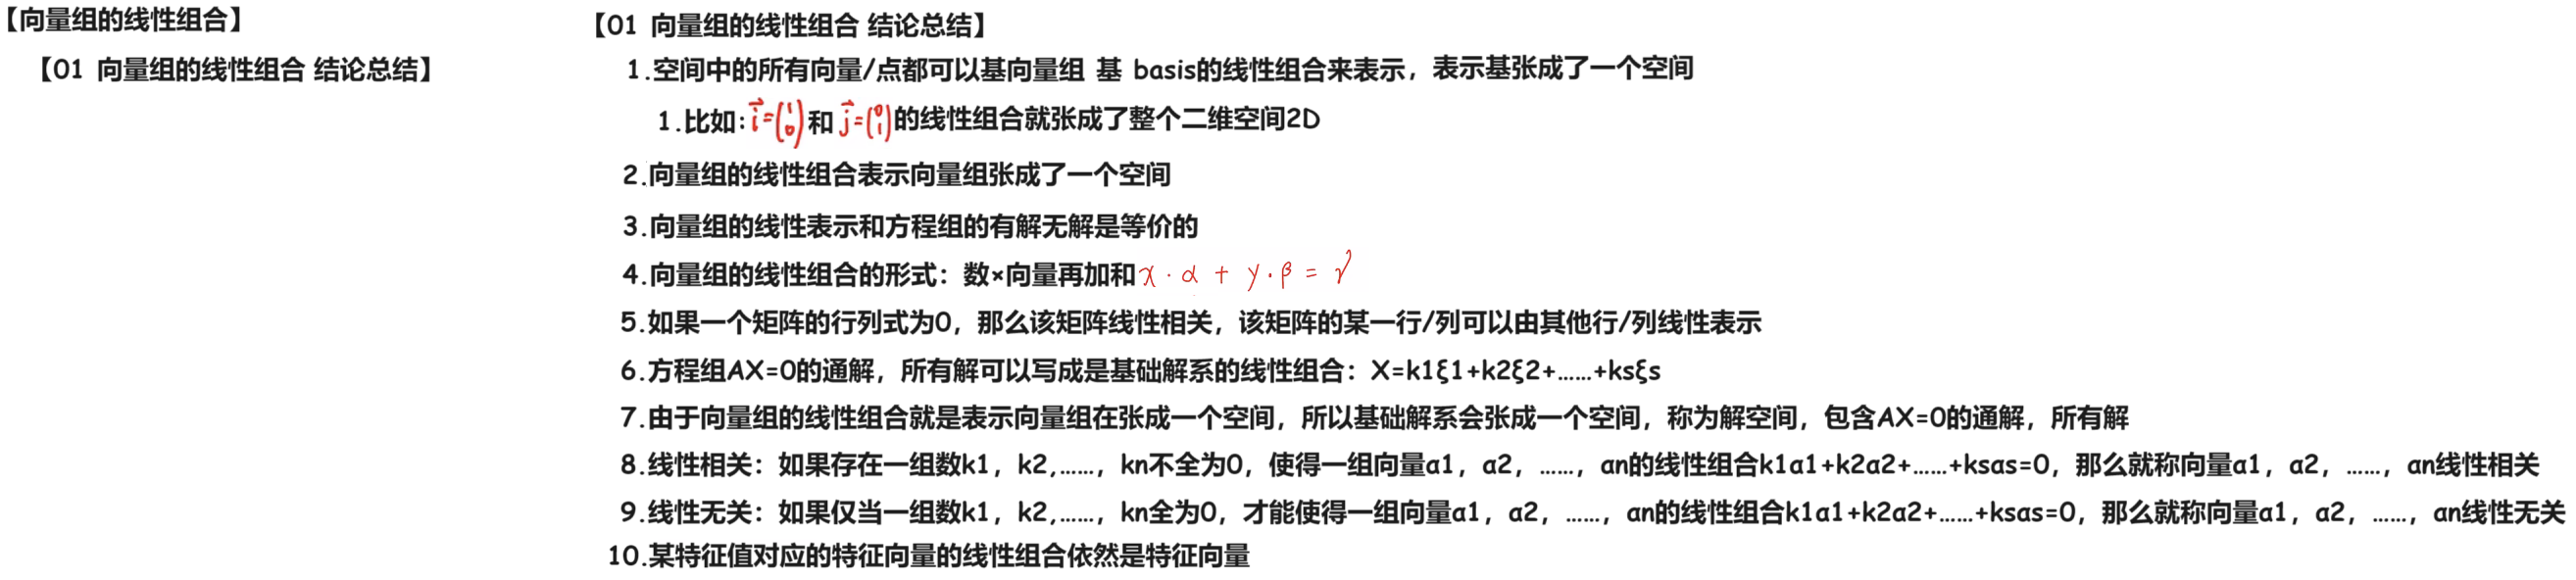 【向量组的线性组合】
【01 向量组的线性组合 结论总结】
【01 向量组的线性组合 结论总结】
1.空间中的所有向量/点都可以基向量组 基 basis的线性组合来表示，表示基张成了一个空间
1.比如:i⃗=(1 0)和 j⃗=(0 1)的线性组合就张成了整个二维空间2D
2.向量组的线性组合表示向量组张成了一个空间
3.向量组的线性表示和方程组的有解无解是等价的
4.向量组的线性组合的形式：数×向量再加和 x·α + y·β = γ
5.如果一个矩阵的行列式为0，那么该矩阵线性相关，该矩阵的某一行/列可以由其他行/列线性表示
6.方程组AX=0的通解，所有解可以写成是基础解系的线性组合：X=k1ξ1+k2ξ2+……+ksξs
7.由于向量组的线性组合就是表示向量组在张成一个空间，所以基础解系会张成一个空间，称为解空间，包含AX=0的通解，所有解
8.线性相关：如果存在一组数k1，k2,……，kn不全为0，使得一组向量α1，α2，……，αn的线性组合k1α1+k2α2+……+ksαs=0，那么就称向量α1，α2，……，αn线性相关
9.线性无关：如果仅当一组数k1，k2,……，kn全为0，才能使得一组向量α1，α2，……，αn的线性组合k1α1+k2α2+……+ksαs=0，那么就称向量α1，α2，……，αn线性无关
10.某特征值对应的特征向量的线性组合依然是特征向量